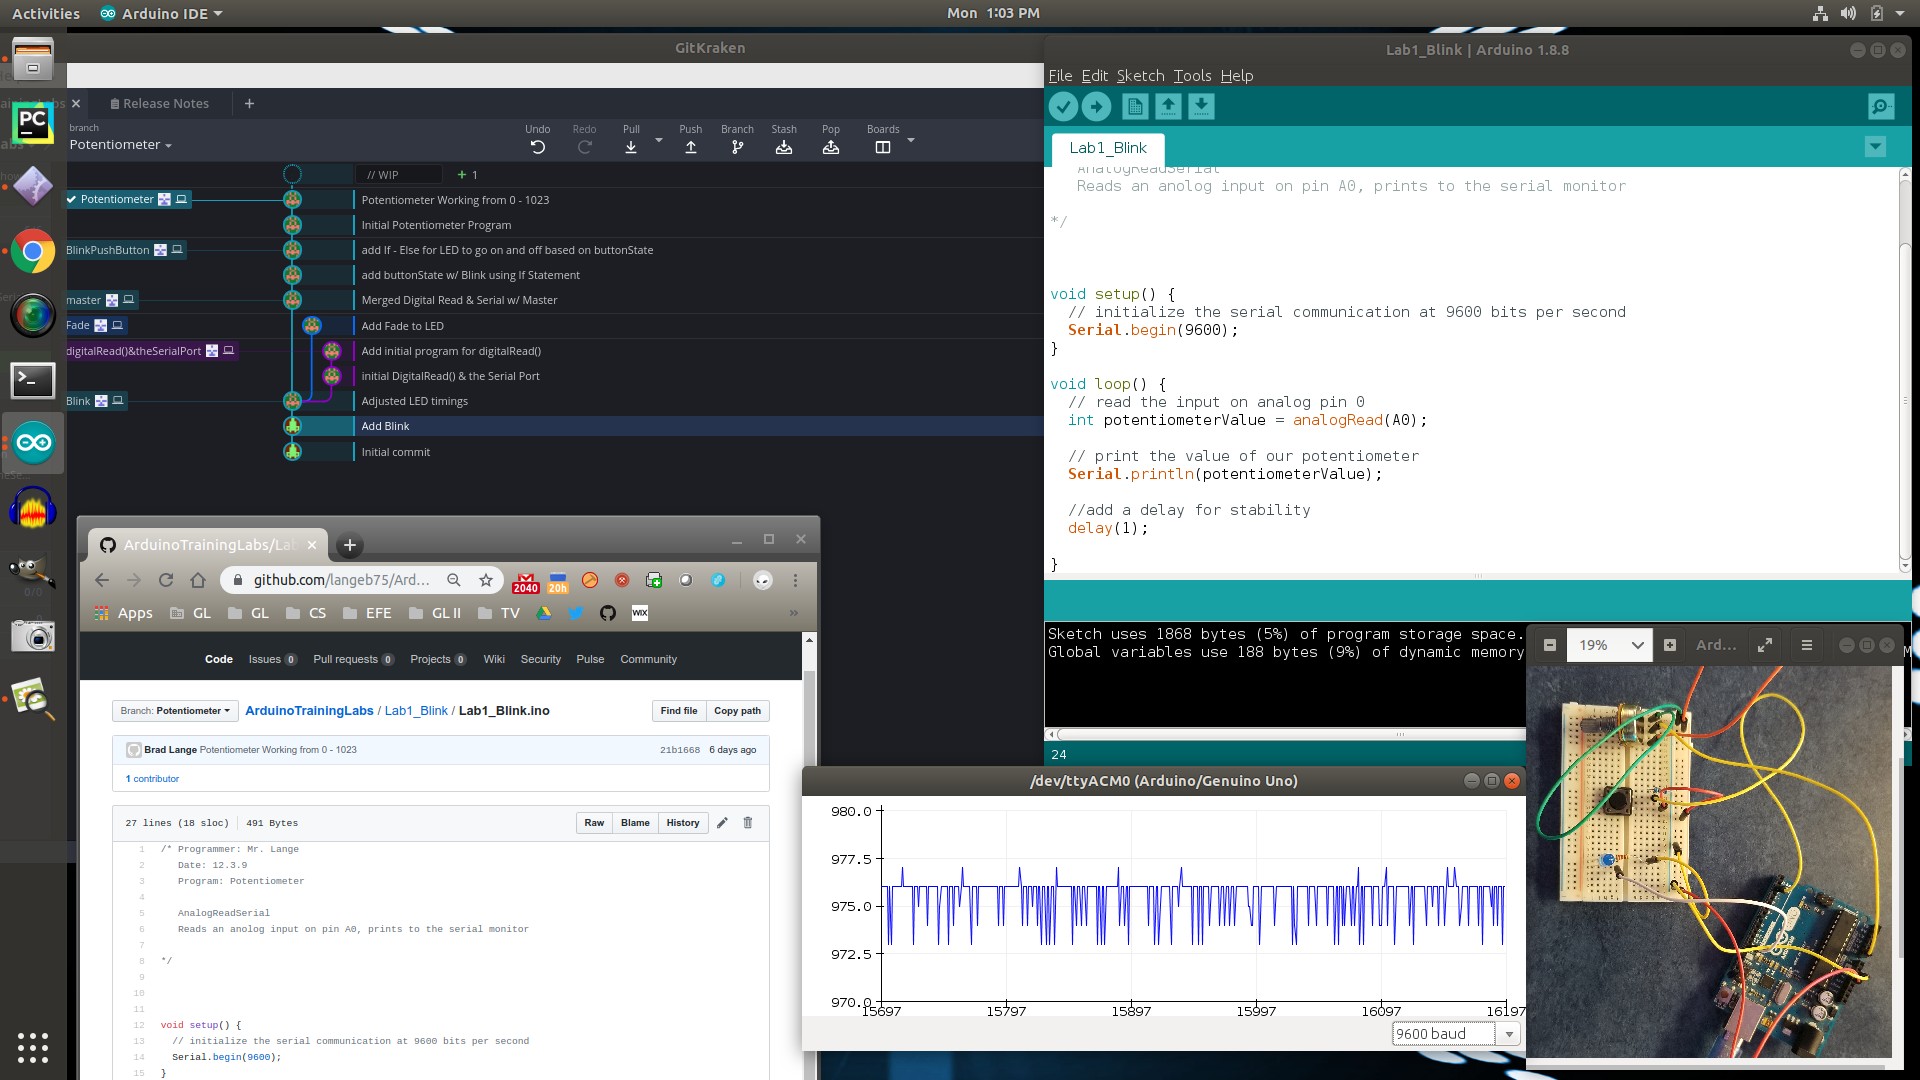 Activities
Arduino IDE
Mon 1:03 PM
GitKraken
Release Notes
branch
Potentiometer
Undo
Redo
Pull
Push
Branch
Stash
Pop
Boards
// WIP
+ 1
Potentiometer
Potentiometer Working from 0 - 1023
Initial Potentiometer Program
BlinkPushButton
add If - Else for LED to go on and off based on buttonState
add buttonState w/ Blink using If Statement
master
Merged Digital Read & Serial w/ Master
Fade
Add Fade to LED
digitalRead()&theSerialPort
Add initial program for digitalRead()
initial DigitalRead() & the Serial Port
Blink
Adjusted LED timings
Add Blink
Initial commit
PC
Lab1_Blink | Arduino 1.8.8
File Edit Sketch Tools Help
Lab1_Blink
AnalogReadSerial
Reads an anolog input on pin A0, prints to the serial monitor
*/
void setup() {
// initialize the serial communication at 9600 bits per second
Serial.begin(9600);
}
void loop() {
// read the input on analog pin 0
int potentiometerValue = analogRead(A0);
// print the value of our potentiometer
Serial.println(potentiometerValue);
//add a delay for stability
delay(1);
}
Sketch uses 1868 bytes (5%) of program storage space.
Global variables use 188 bytes (9%) of dynamic memory
24
ArduinoTrainingLabs/La
github.com/langeb75/Ard...
2040
20h
Apps
GL
GL
CS
EFE
GL II
TV
WIX
»
Code
Issues 0
Pull requests 0
Projects 0
Wiki
Security
Pulse
Community
Branch: Potentiometer
ArduinoTrainingLabs / Lab1_Blink / Lab1_Blink.ino
Find file
Copy path
Brad Lange Potentiometer Working from 0 - 1023
21b1668 6 days ago
1 contributor
27 lines (18 sloc) 491 Bytes
Raw
Blame
History
1 /* Programmer: Mr. Lange
2 Date: 12.3.9
3 Program: Potentiometer
4
5 AnalogReadSerial
6 Reads an anolog input on pin A0, prints to the serial monitor
7
8 */
9
10
11
12 void setup() {
13 // initialize the serial communication at 9600 bits per second
14 Serial.begin(9600);
15 }
/dev/ttyACM0 (Arduino/Genuino Uno)
980.0
977.5
975.0
972.5
970.0
15697
15797
15897
15997
16097
16197
9600 baud
19%
Ard...